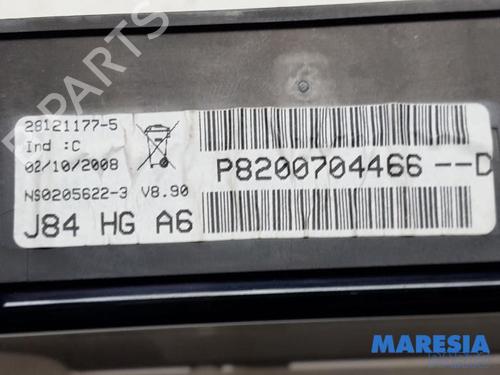 28121177-5
Ind :C
02/10/2008
NS0205622-3 V8.90
J84 HG A6
P8200704466--D
B-PARTS
MARESIA